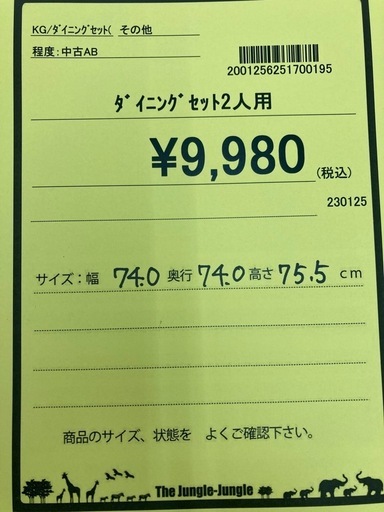 KG/ﾀﾞｲﾆﾝｸﾞｾｯﾄ( その他
程度:中古AB
2001256251700195
ﾀﾞｲﾆﾝｸﾞｾｯﾄ2人用
¥9,980
(税込)
230125
サイズ:幅 74.0 奥行 74.0 高さ 75.5 cm
商品のサイズ、状態を よくご確認下さい。
The Jungle-Jungle